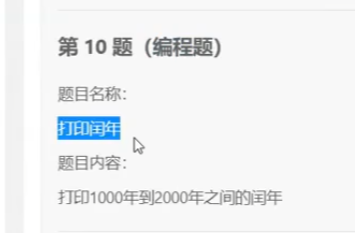 第 10 题（编程题）
题目名称：
打印闰年
题目内容：
打印1000年到2000年之间的闰年